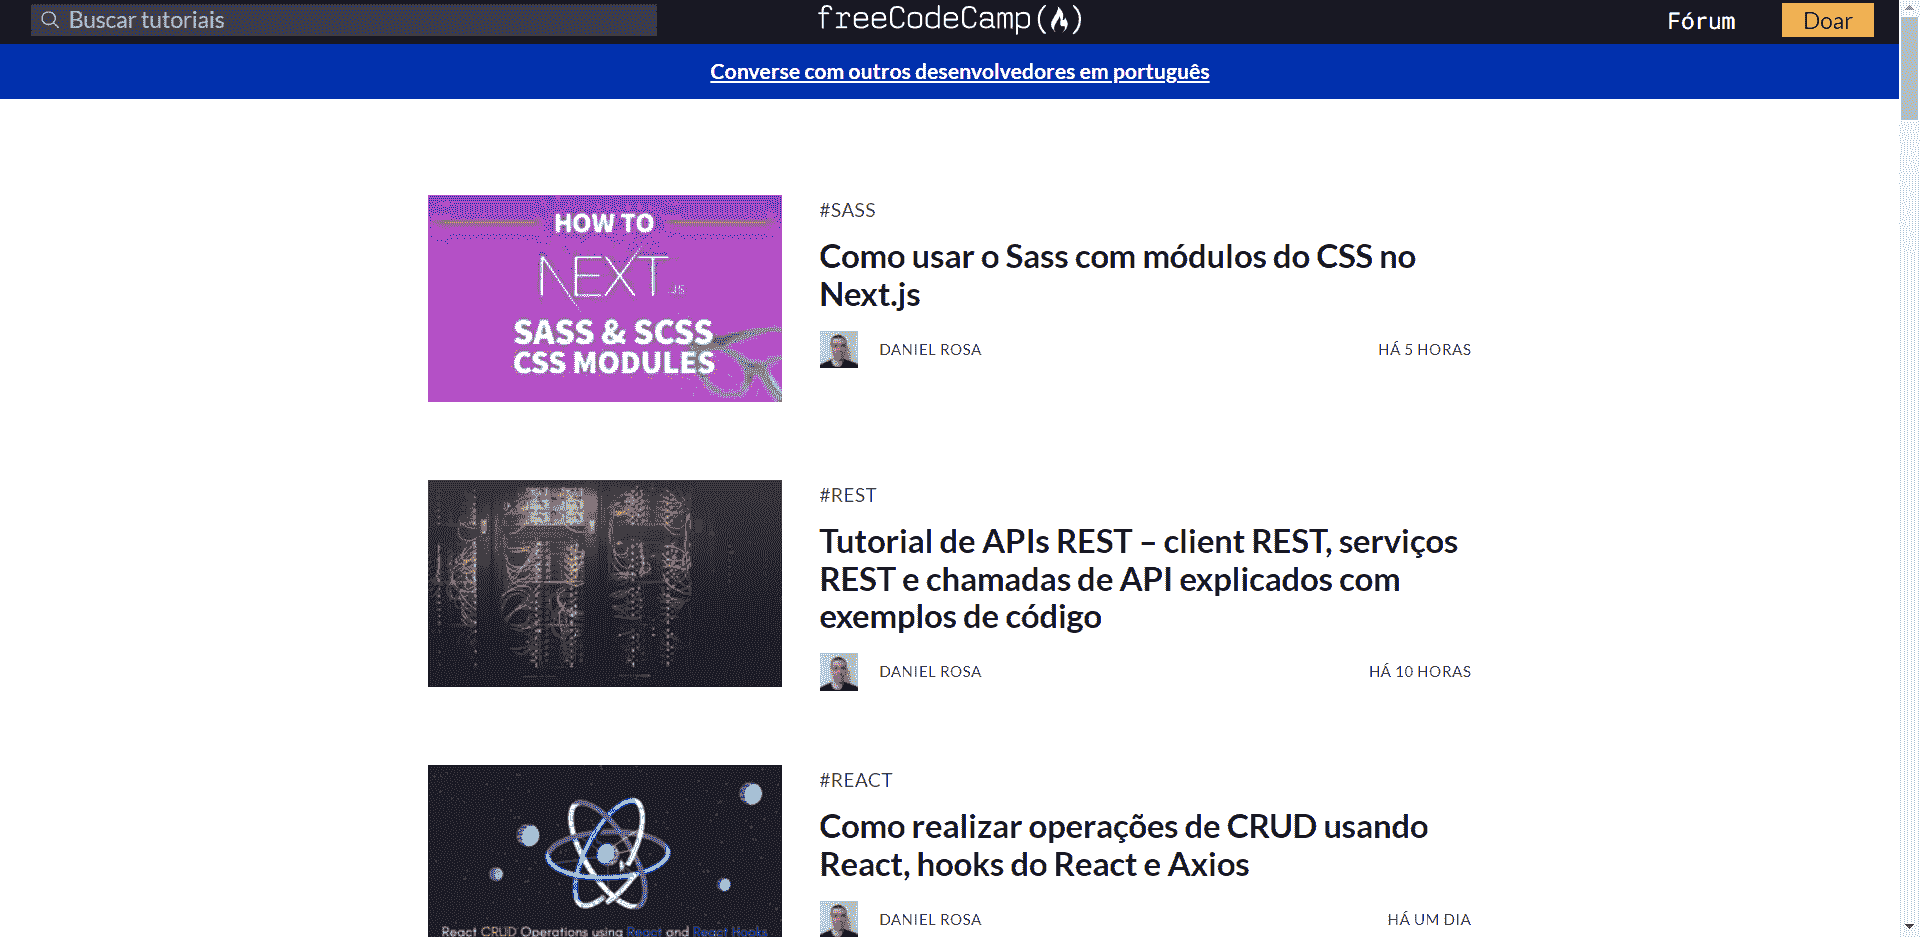 Buscar tutoriais
freeCodeCamp(🔥)
Fórum
Doar
Converse com outros desenvolvedores em português
HOW TO
NEXT.JS
SASS & SCSS
CSS MODULES
#SASS
Como usar o Sass com módulos do CSS no
Next.js
DANIEL ROSA
HÁ 5 HORAS
#REST
Tutorial de APIs REST – client REST, serviços
REST e chamadas de API explicados com
exemplos de código
DANIEL ROSA
HÁ 10 HORAS
React CRUD Operations using React and React Hooks
#REACT
Como realizar operações de CRUD usando
React, hooks do React e Axios
DANIEL ROSA
HÁ UM DIA